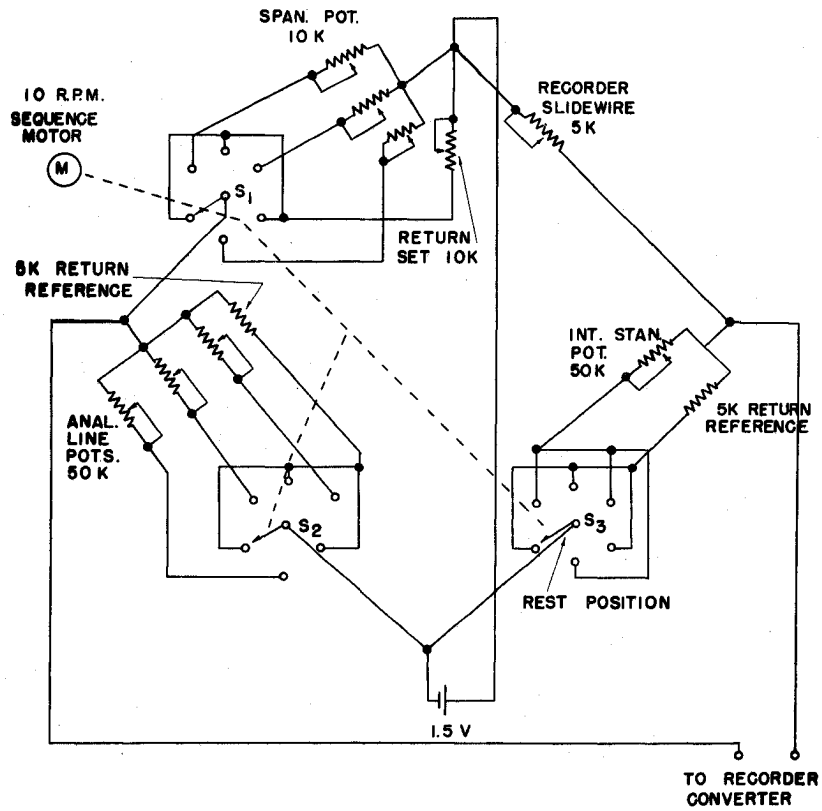 SPAN. POT.
10 K
10 R.P.M.
SEQUENCE
MOTOR
M
RECORDER
SLIDEWIRE
5K
S1
RETURN
SET 10K
5K RETURN
REFERENCE
INT. STAN.
POT.
50K
5K RETURN
REFERENCE
ANAL.
LINE
POTS.
50 K
S2
S3
REST POSITION
1.5 V
TO RECORDER
CONVERTER